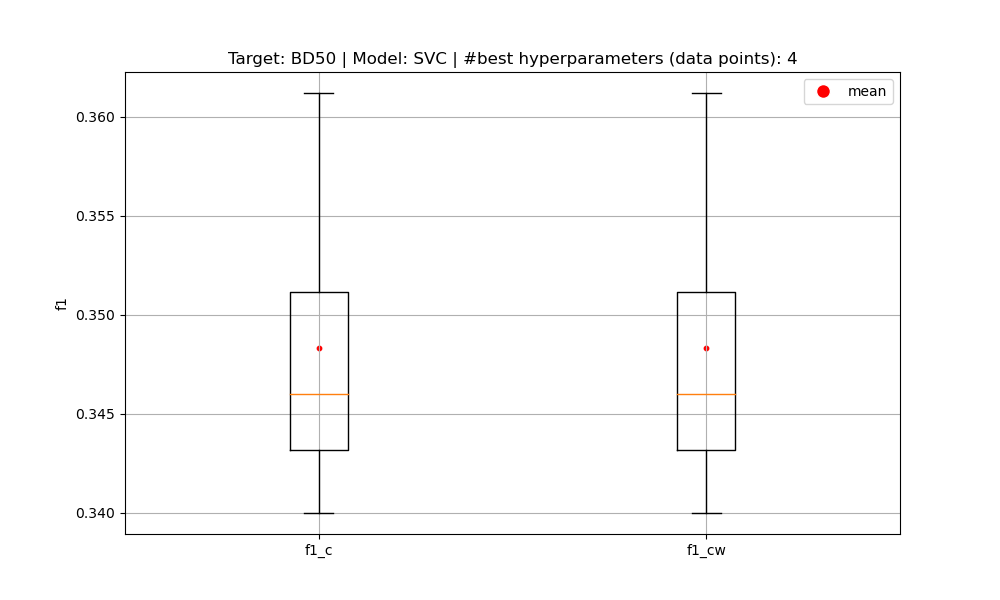 Target: BD50 | Model: SVC | #best hyperparameters (data points): 4
mean
0.360
0.355
0.350
0.345
0.340
f1
f1_c
f1_cw